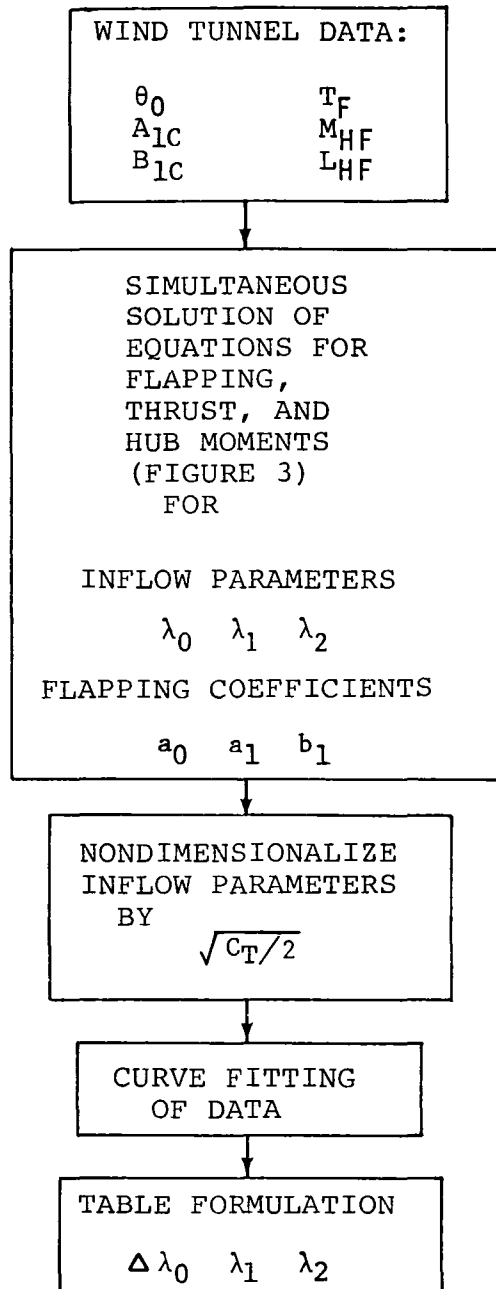 WIND TUNNEL DATA:
θ0 TF
A1C MHF
B1C LHF
SIMULTANEOUS
SOLUTION OF
EQUATIONS FOR
FLAPPING,
THRUST, AND
HUB MOMENTS
(FIGURE 3)
FOR
INFLOW PARAMETERS
λ0 λ1 λ2
FLAPPING COEFFICIENTS
a0 a1 b1
NONDIMENSIONALIZE
INFLOW PARAMETERS
BY
√CT/2
CURVE FITTING
OF DATA
TABLE FORMULATION
Δλ0 λ1 λ2